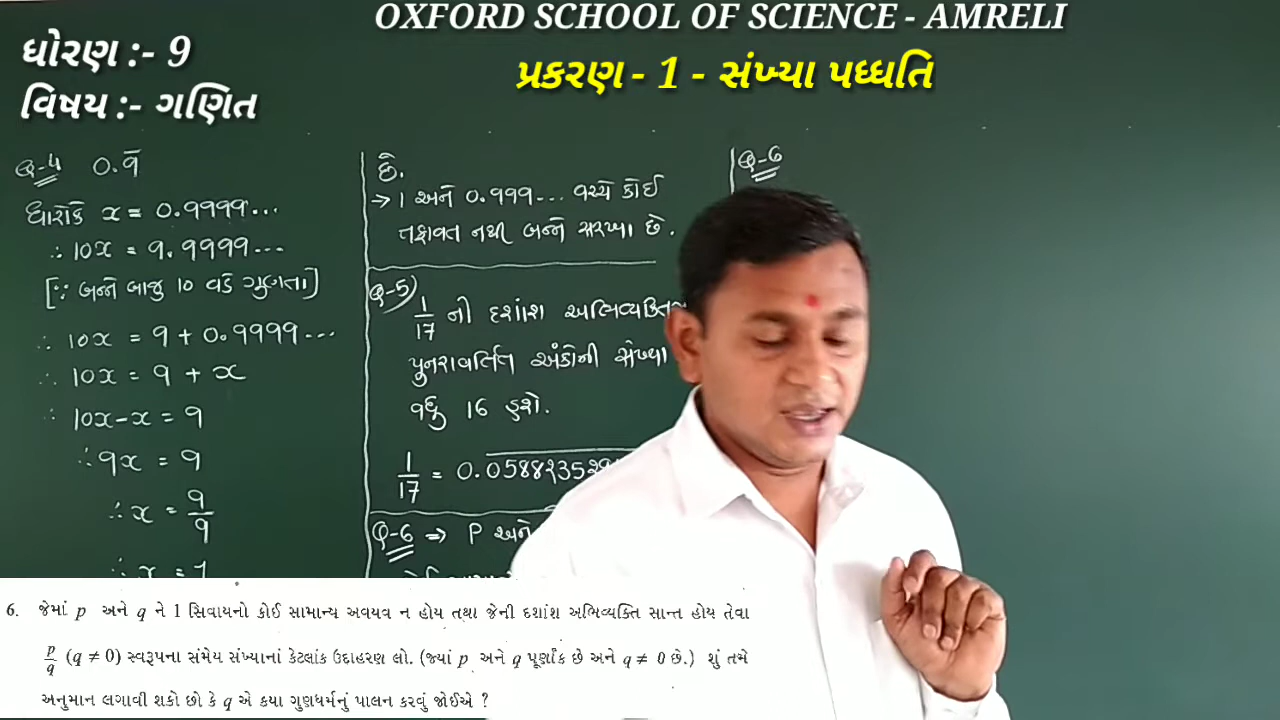 OXFORD SCHOOL OF SCIENCE - AMRELI
ધોરણ :- 9
વિષય :- ગણિત
પ્રકરણ - 1 - સંખ્યા પધ્ધતિ
Q-4 0.9̅
ધારોકે x = 0.9999...
∴ 10x = 9.9999...
[∵ બન્ને બાજુ 10 વડે ગુણતા]
∴ 10x = 9 + 0.9999...
∴ 10x = 9 + x
∴ 10x-x = 9
∴ 9x = 9
∴ x = 9/9
∴ x = 1
છે.
→ 1 અને 0.999... વચ્ચે કોઈ
તફાવત નથી બન્ને સરખા છે.
Q-5) 1/17 ની દશાંશ અભિવ્યક્તિ
પુનરાવર્તિત અંકોની સંખ્યા
વધુ 16 હશે.
1/17 = 0.058823529
Q-6 ⇒ P અને
Q-6
6. જેમાં p અને q ને 1 સિવાયનો કોઈ સામાન્ય અવયવ ન હોય તથા જેની દશાંશ અભિવ્યક્તિ સાન્ત હોય તેવા
p/q (q ≠ 0) સ્વરૂપના સંમેય સંખ્યાનાં કેટલાંક ઉદાહરણ લો. (જ્યાં p અને q પૂર્ણાંક છે અને q ≠ 0 છે.) શું તમે
અનુમાન લગાવી શકો છો કે q એ કયા ગુણધર્મનું પાલન કરવું જોઈએ ?